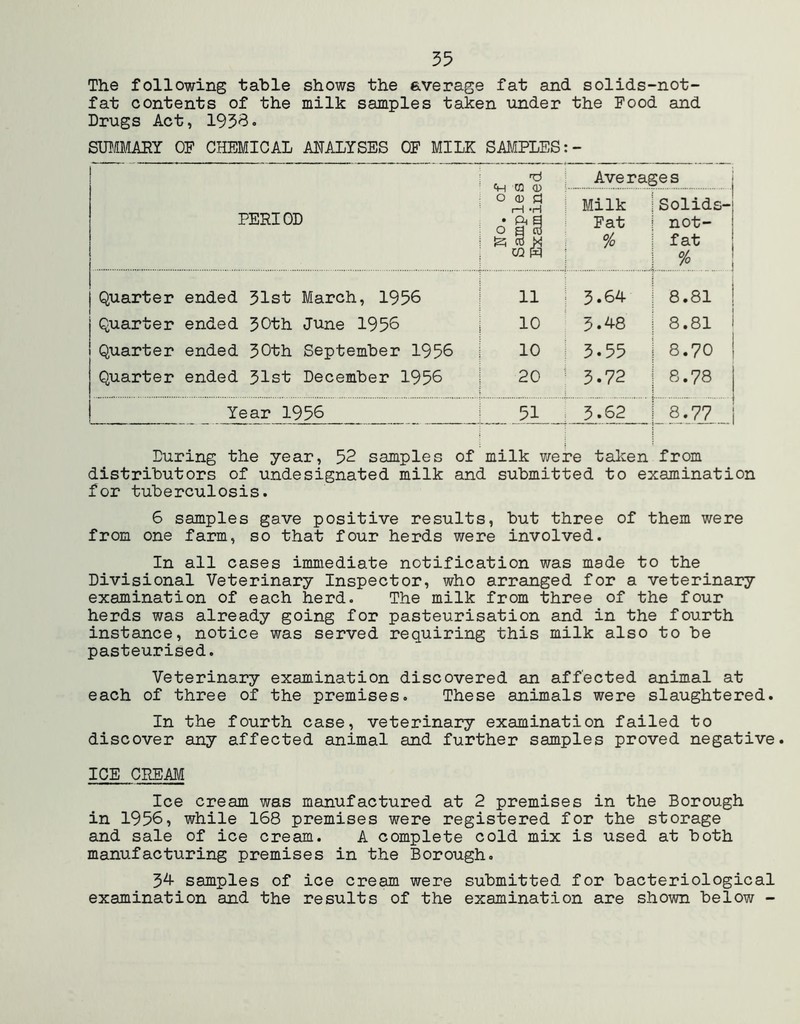 35
The following table shows the average fat and solids-not-
fat contents of the milk samples taken under the Food and
Drugs Act, 1938.
SUMMARY OF CHEMICAL ANALYSES OF MILK SAMPLES:-
PERIOD No. of Samples Examined Averages
Milk Fat % Solids-not-fat %
Quarter ended 31st March, 1956 11 3.64 8.81
Quarter ended 30th June 1956 10 3.48 8.81
Quarter ended 30th September 1956 10 3.55 8.70
Quarter ended 31st December 1956 20 3.72 8.78
Year 1956 51 3.62 8.77
During the year, 52 samples of milk were taken from
distributors of undesignated milk and submitted to examination
for tuberculosis.
6 samples gave positive results, but three of them were
from one farm, so that four herds were involved.
In all cases immediate notification was made to the
Divisional Veterinary Inspector, who arranged for a veterinary
examination of each herd. The milk from three of the four
herds was already going for pasteurisation and in the fourth
instance, notice was served requiring this milk also to be
pasteurised.
Veterinary examination discovered an affected animal at
each of three of the premises. These animals were slaughtered.
In the fourth case, veterinary examination failed to
discover any affected animal and further samples proved negative.
ICE CREAM
Ice cream was manufactured at 2 premises in the Borough
in 1956, while 168 premises were registered for the storage
and sale of ice cream. A complete cold mix is used at both
manufacturing premises in the Borough.
34 samples of ice cream were submitted for bacteriological
examination and the results of the examination are shown below -